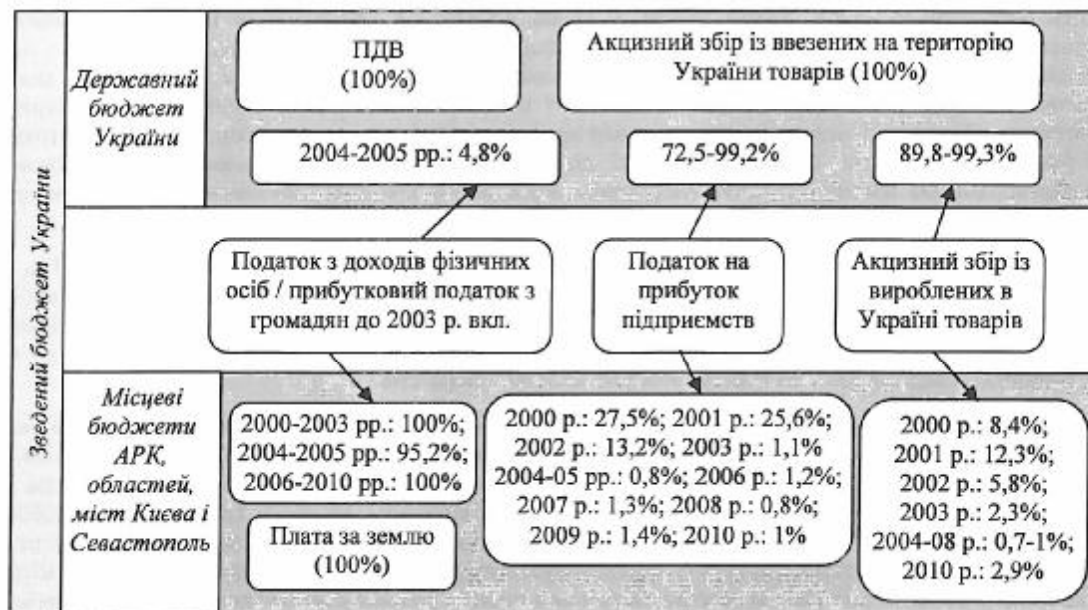 Зведений бюджет України
Державний
бюджет
України
ПДВ
(100%)
Акцизний збір із ввезених на територію
України товарів (100%)
2004-2005 рр.: 4,8%
72,5-99,2%
89,8-99,3%
Податок з доходів фізичних
осіб / прибутковий податок з
громадян до 2003 р. вкл.
Податок на
прибуток
підприємств
Акцизний збір із
вироблених в
Україні товарів
Місцеві
бюджети
АРК,
областей,
міст Києва і
Севастополь
2000-2003 рр.: 100%;
2004-2005 рр.: 95,2%;
2006-2010 рр.: 100%
Плата за землю
(100%)
2000 р.: 27,5%; 2001 р.: 25,6%;
2002 р.: 13,2%; 2003 р.: 1,1%
2004-05 рр.: 0,8%; 2006 р.: 1,2%;
2007 р.: 1,3%; 2008 р.: 0,8%;
2009 р.: 1,4%; 2010 р.: 1%
2000 р.: 8,4%;
2001 р.: 12,3%;
2002 р.: 5,8%;
2003 р.: 2,3%;
2004-08 р.: 0,7-1%;
2010 р.: 2,9%